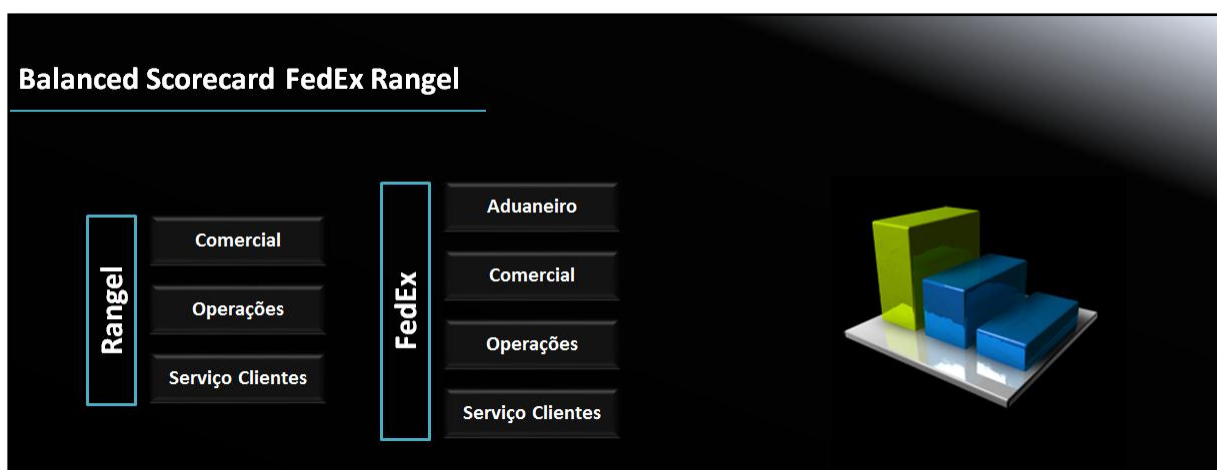 Balanced Scorecard FedEx Rangel
Rangel
Comercial
Operações
Serviço Clientes
FedEx
Aduaneiro
Comercial
Operações
Serviço Clientes